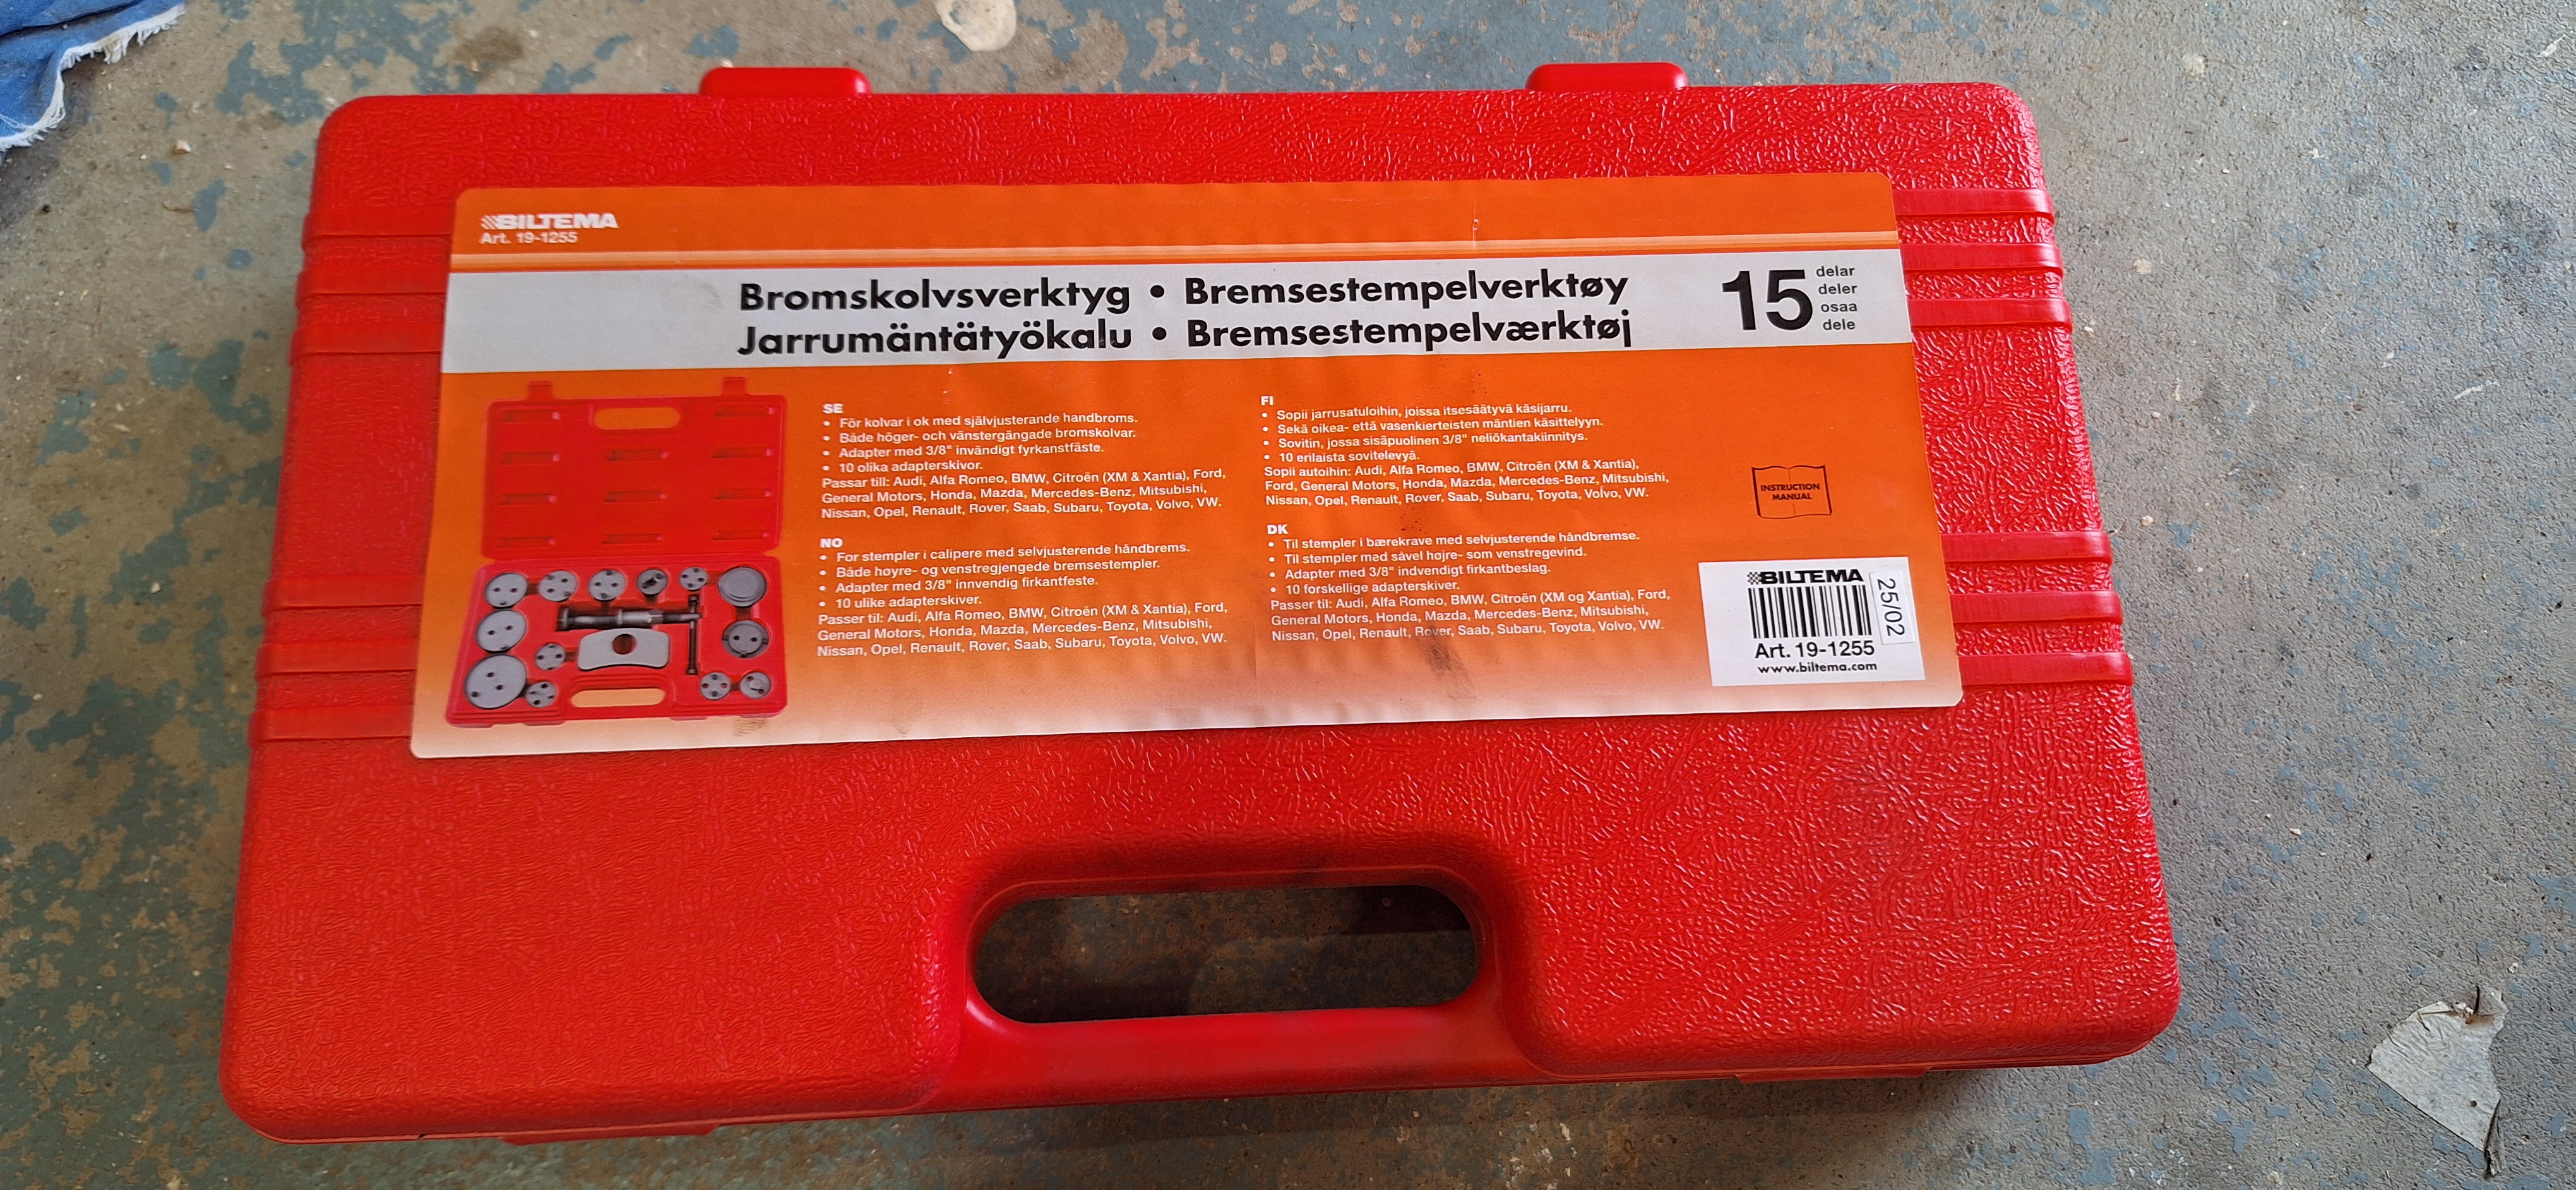 BILTEMA
Art. 19-1255
Bromskolvsverktyg • Bremsestempelverktøy
Jarrumäntätyökalu • Bremsestempelværktøj
15
delar
deler
osaa
dele
SE
• För kolvar i ok med självjusterande handbroms.
• Både höger- och vänstergängade bromskolvar.
• Adapter med 3/8" invändigt fyrkantsfäste.
• 10 olika adapterskivor.
Passar till: Audi, Alfa Romeo, BMW, Citroën (XM & Xantia), Ford,
General Motors, Honda, Mazda, Mercedes-Benz, Mitsubishi,
Nissan, Opel, Renault, Rover, Saab, Subaru, Toyota, Volvo, VW.
NO
• For stempler i calipere med selvjusterende håndbrems.
• Både høyre- og venstregjengede bremsestempler.
• Adapter med 3/8" innvendig firkantfeste.
• 10 ulike adapterskiver.
Passer til: Audi, Alfa Romeo, BMW, Citroën (XM & Xantia), Ford,
General Motors, Honda, Mazda, Mercedes-Benz, Mitsubishi,
Nissan, Opel, Renault, Rover, Saab, Subaru, Toyota, Volvo, VW.
FI
• Sopii jarrusatuloihin, joissa itsesäätyvä käsijarru.
• Sekä oikea- että vasenkierteisten mäntien käsittelyyn.
• Sovitin, jossa sisäpuolinen 3/8" neliökantakiinnitys.
• 10 erilaista sovitelevyä.
Sopii autoihin: Audi, Alfa Romeo, BMW, Citroën (XM & Xantia),
Ford, General Motors, Honda, Mazda, Mercedes-Benz, Mitsubishi,
Nissan, Opel, Renault, Rover, Saab, Subaru, Toyota, Volvo, VW.
DK
• Til stempler i bærekrave med selvjusterende håndbremse.
• Til stempler med såvel højre- som venstregevind.
• Adapter med 3/8" indvendigt firkantbeslag.
• 10 forskellige adapterskiver.
Passer til: Audi, Alfa Romeo, BMW, Citroën (XM og Xantia), Ford,
General Motors, Honda, Mazda, Mercedes-Benz, Mitsubishi,
Nissan, Opel, Renault, Rover, Saab, Subaru, Toyota, Volvo, VW.
INSTRUCTION
MANUAL
BILTEMA
25/02
Art. 19-1255
www.biltema.com